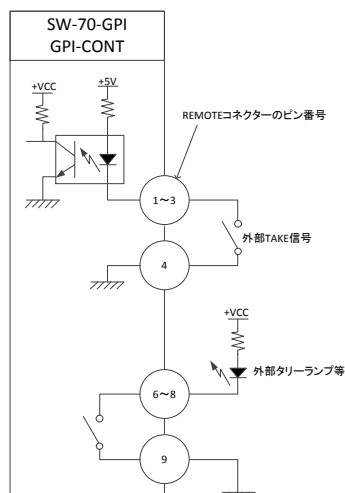 SW-70-GPI
GPI-CONT
+VCC
+5V
REMOTEコネクターのピン番号
1～3
外部TAKE信号
4
+VCC
外部タリーランプ等
6～8
9